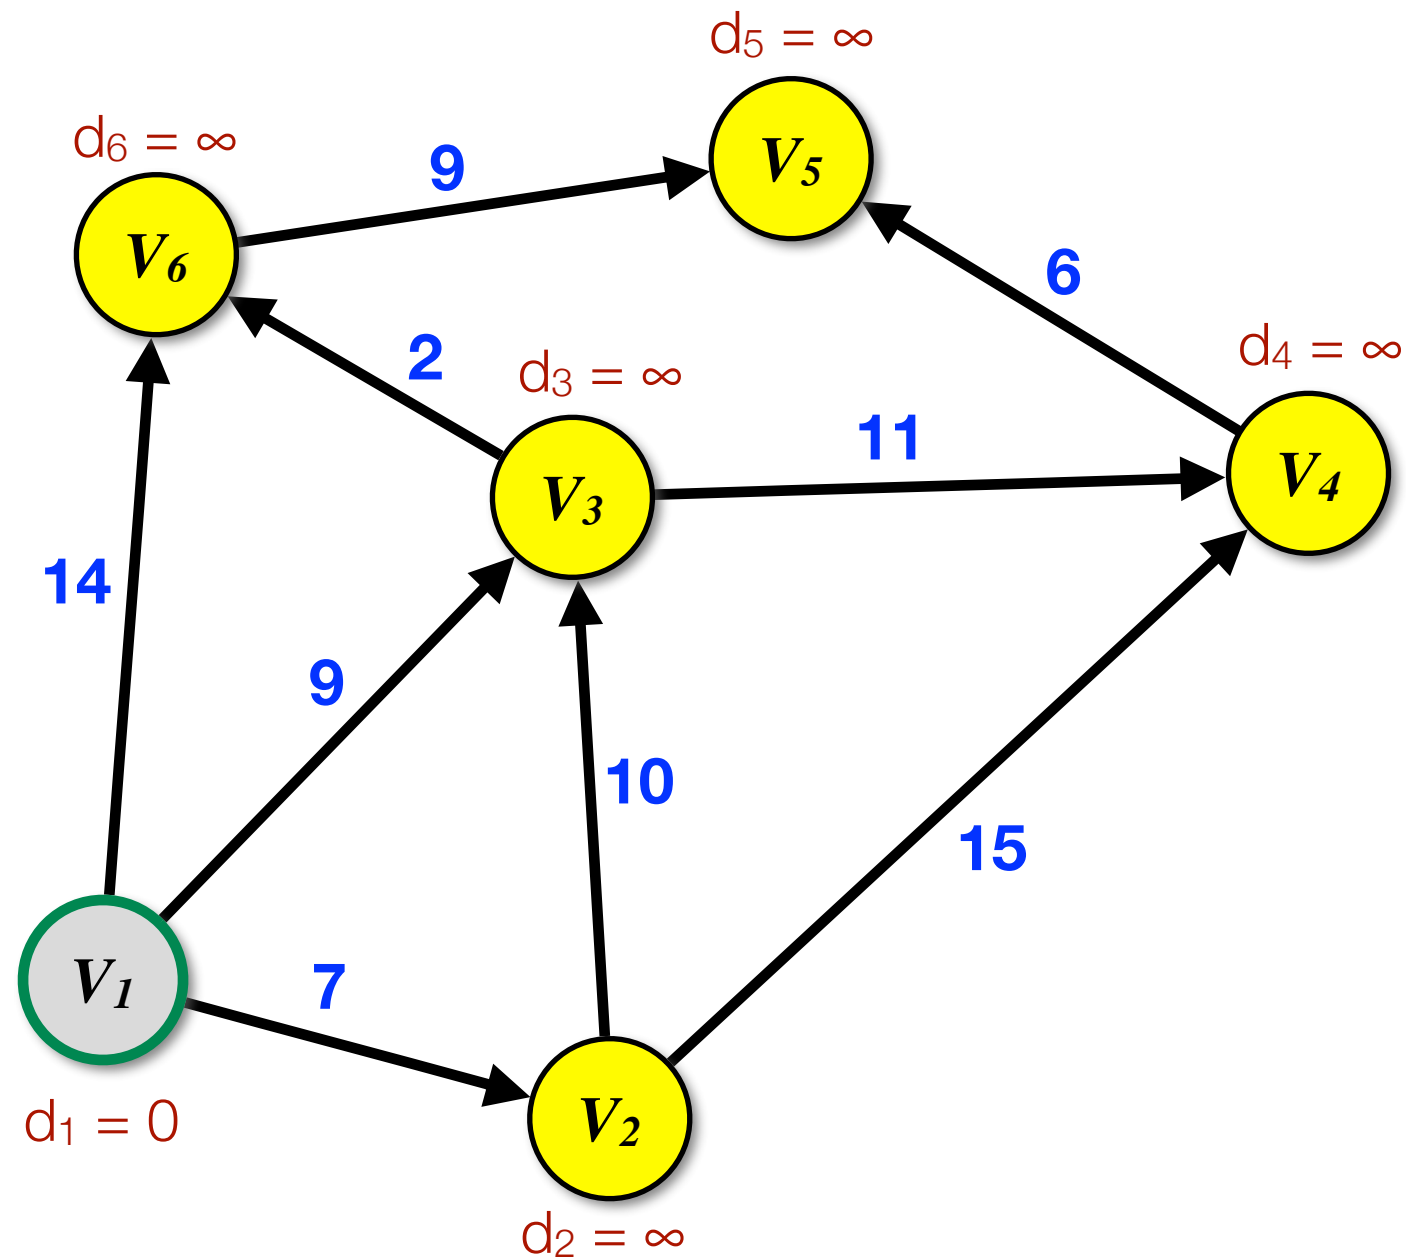 d5 = ∞
d6 = ∞
9
V5
V6
6
2
d4 = ∞
d3 = ∞
11
V4
V3
14
9
10
15
V1
7
d1 = 0
V2
d2 = ∞